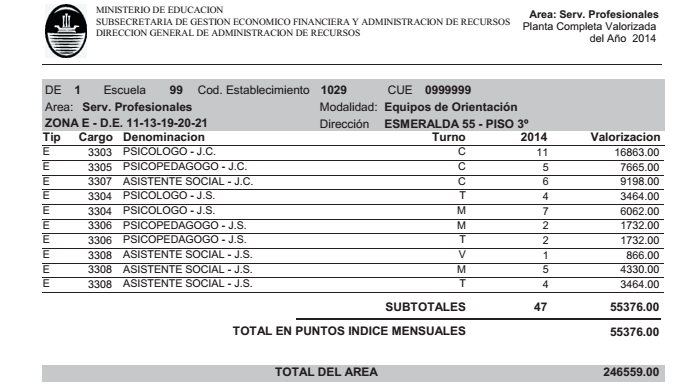 MINISTERIO DE EDUCACION
SUBSECRETARIA DE GESTION ECONOMICO FINANCIERA Y ADMINISTRACION DE RECURSOS
DIRECCION GENERAL DE ADMINISTRACION DE RECURSOS
Area: Serv. Profesionales
Planta Completa Valorizada
del Año 2014
DE 1 Escuela 99 Cod. Establecimiento 1029 CUE 0999999
Area: Serv. Profesionales Modalidad: Equipos de Orientación
ZONA E - D.E. 11-13-19-20-21 Dirección ESMERALDA 55 - PISO 3º
Tip Cargo Denominacion Turno 2014 Valorizacion
E 3303 PSICOLOGO - J.C. C 11 16863.00
E 3305 PSICOPEDAGOGO - J.C. C 5 7665.00
E 3307 ASISTENTE SOCIAL - J.C. C 6 9198.00
E 3304 PSICOLOGO - J.S. T 4 3464.00
E 3304 PSICOLOGO - J.S. M 7 6062.00
E 3306 PSICOPEDAGOGO - J.S. M 2 1732.00
E 3306 PSICOPEDAGOGO - J.S. T 2 1732.00
E 3308 ASISTENTE SOCIAL - J.S. V 1 866.00
E 3308 ASISTENTE SOCIAL - J.S. M 5 4330.00
E 3308 ASISTENTE SOCIAL - J.S. T 4 3464.00
SUBTOTALES 47 55376.00
TOTAL EN PUNTOS INDICE MENSUALES 55376.00
TOTAL DEL AREA 246559.00